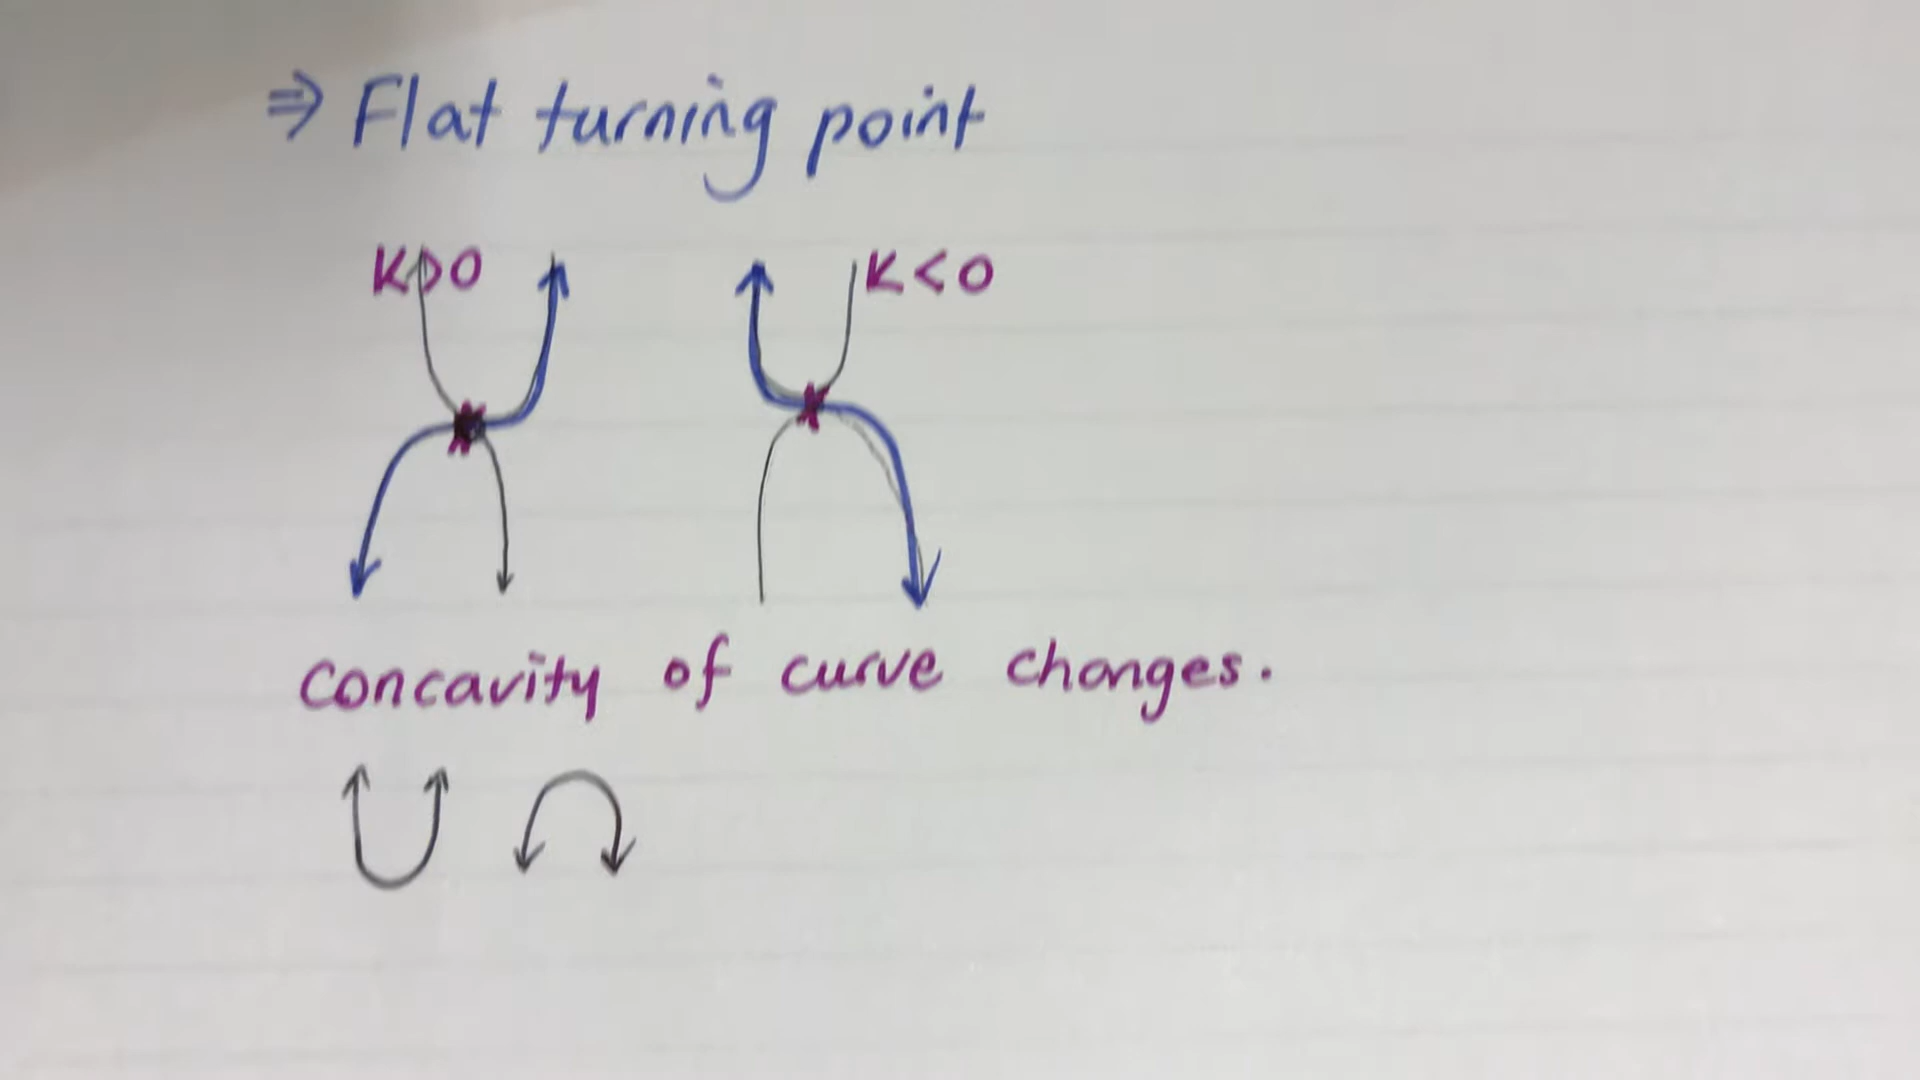 ⇒ Flat turning point
K>0 K<0
concavity of curve changes.